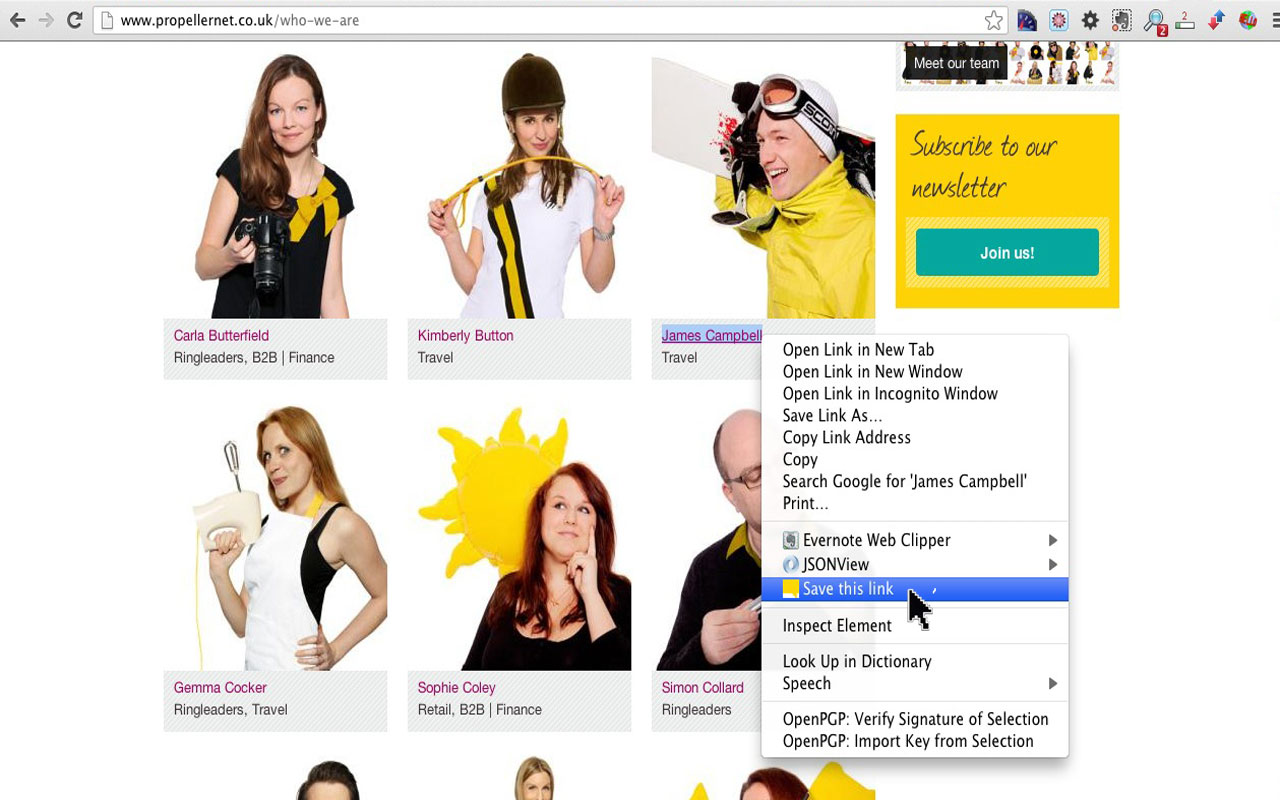 www.propellernet.co.uk/who-we-are
2
2
Meet our team
Subscribe to our
newsletter
Join us!
SCOTT
Carla Butterfield
Ringleaders, B2B | Finance
Kimberly Button
Travel
James Campbell
Travel
Open Link in New Tab
Open Link in New Window
Open Link in Incognito Window
Save Link As...
Copy Link Address
Copy
Search Google for 'James Campbell'
Print...
Evernote Web Clipper
JSONView
Save this link
Inspect Element
Look Up in Dictionary
Speech
OpenPGP: Verify Signature of Selection
OpenPGP: Import Key from Selection
Gemma Cocker
Ringleaders, Travel
Sophie Coley
Retail, B2B | Finance
Simon Collard
Ringleaders